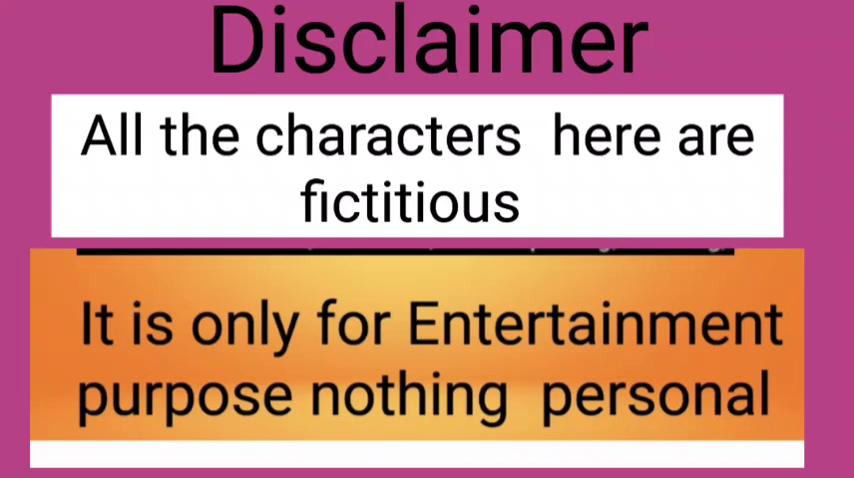 Disclaimer
All the characters here are
fictitious
It is only for Entertainment
purpose nothing personal